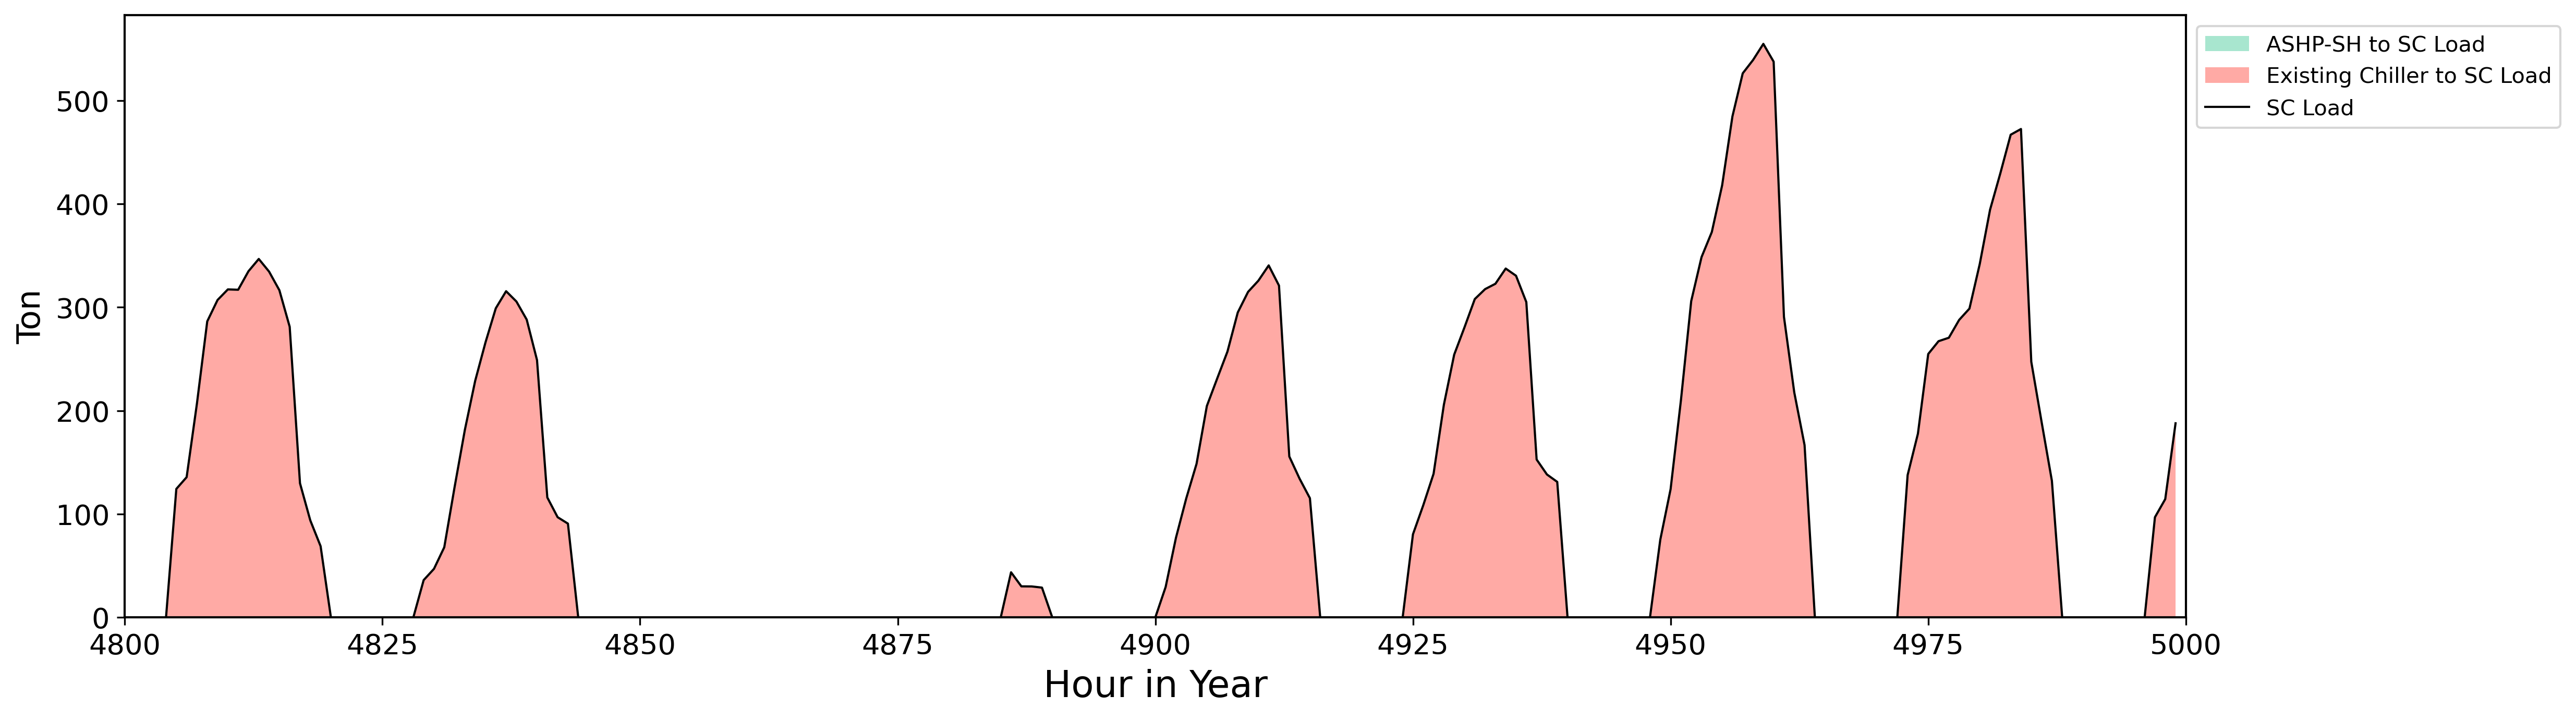 ASHP-SH to SC Load
Existing Chiller to SC Load
SC Load
Ton
500
400
300
200
100
0
4800 4825 4850 4875 4900 4925 4950 4975 5000
Hour in Year